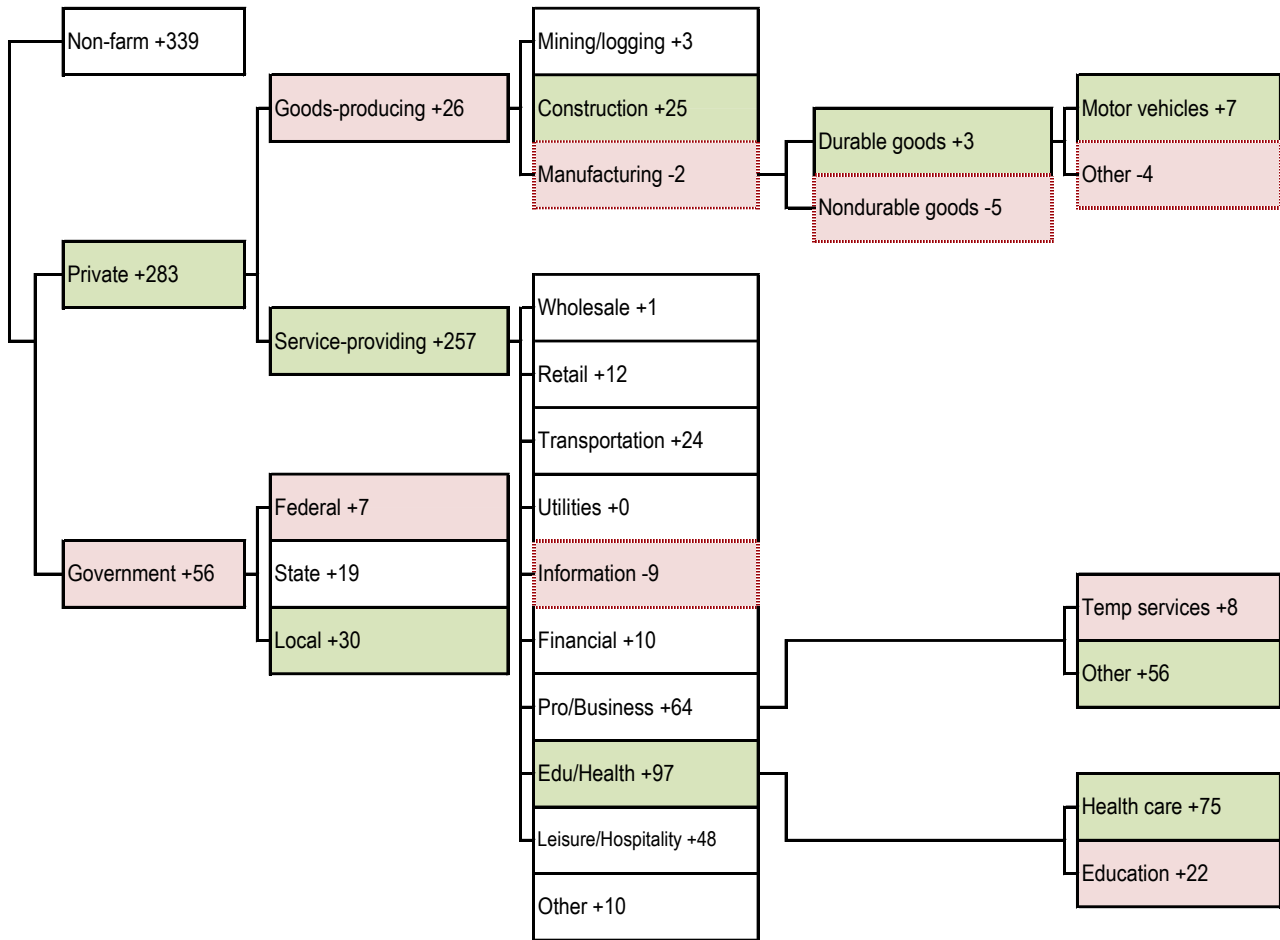 Non-farm +339
Private +283
Government +56
Goods-producing +26
Service-providing +257
Federal +7
State +19
Local +30
Mining/logging +3
Construction +25
Manufacturing -2
Wholesale +1
Retail +12
Transportation +24
Utilities +0
Information -9
Financial +10
Pro/Business +64
Edu/Health +97
Leisure/Hospitality +48
Other +10
Durable goods +3
Nondurable goods -5
Motor vehicles +7
Other -4
Temp services +8
Other +56
Health care +75
Education +22